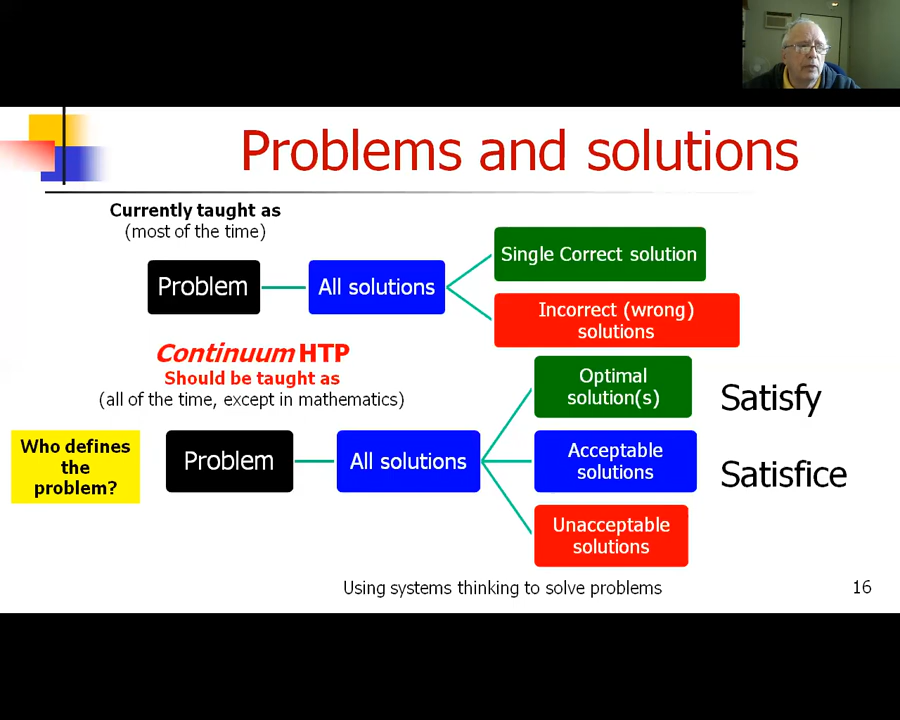 Problems and solutions
Currently taught as
(most of the time)
Problem
All solutions
Single Correct solution
Incorrect (wrong)
solutions
Continuum HTP
Should be taught as
(all of the time, except in mathematics)
Who defines
the
problem?
Problem
All solutions
Optimal
solution(s)
Satisfy
Acceptable
solutions
Satisfice
Unacceptable
solutions
Using systems thinking to solve problems
16